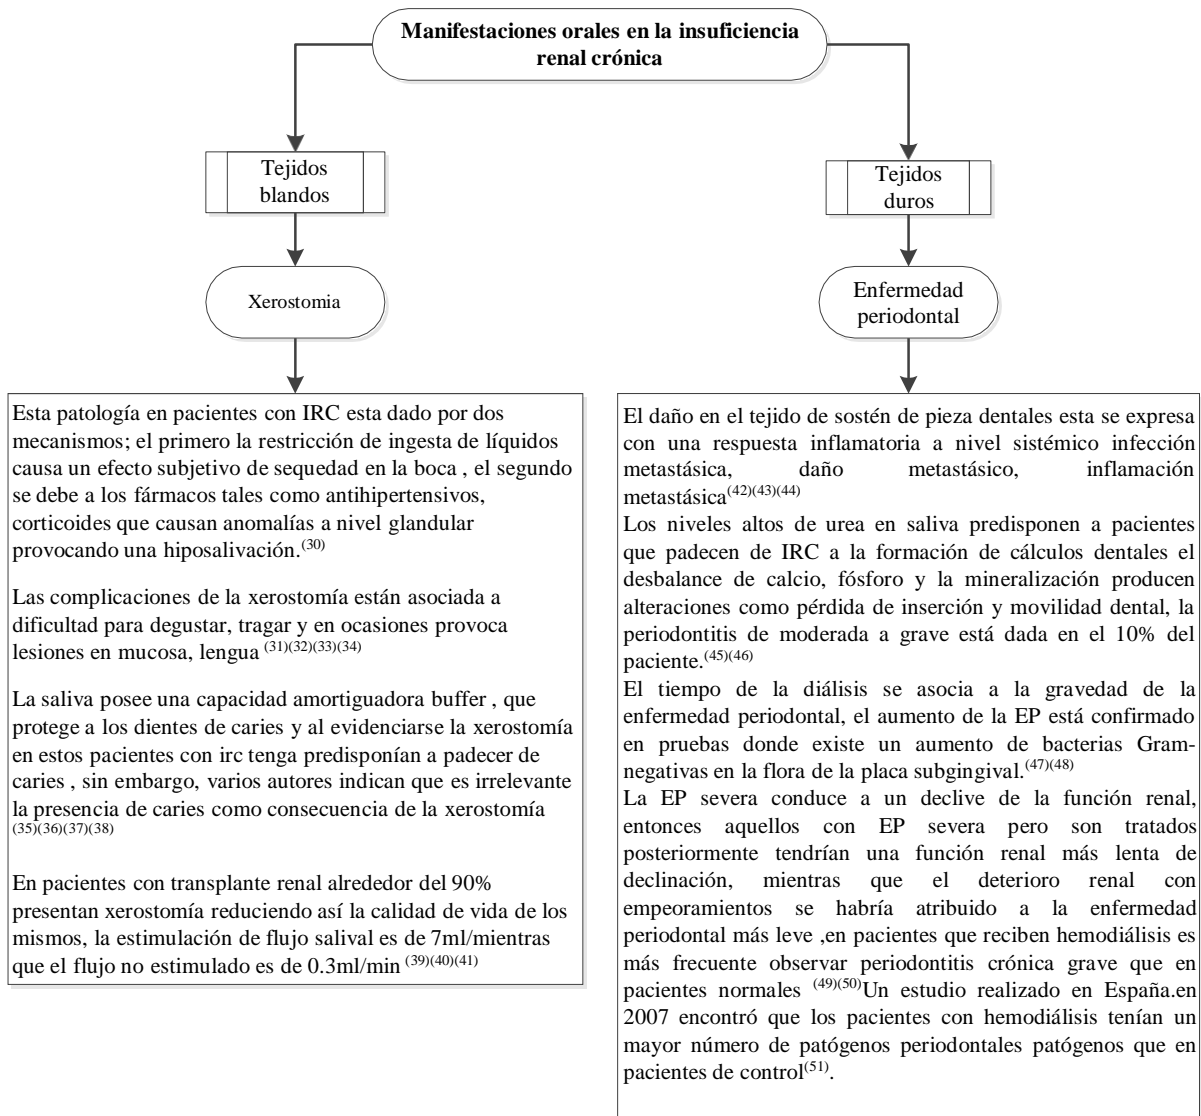 Manifestaciones orales en la insuficiencia
renal crónica
Tejidos
blandos
Tejidos
duros
Xerostomia
Enfermedad
periodontal
Esta patología en pacientes con IRC esta dado por dos
mecanismos; el primero la restricción de ingesta de líquidos
causa un efecto subjetivo de sequedad en la boca , el segundo
se debe a los fármacos tales como antihipertensivos,
corticoides que causan anomalías a nivel glandular
provocando una hiposalivación.(30)
Las complicaciones de la xerostomía están asociada a
dificultad para degustar, tragar y en ocasiones provoca
lesiones en mucosa, lengua (31)(32)(33)(34)
La saliva posee una capacidad amortiguadora buffer , que
protege a los dientes de caries y al evidenciarse la xerostomía
en estos pacientes con irc tenga predisponían a padecer de
caries , sin embargo, varios autores indican que es irrelevante
la presencia de caries como consecuencia de la xerostomía
(35)(36)(37)(38)
En pacientes con transplante renal alrededor del 90%
presentan xerostomía reduciendo así la calidad de vida de los
mismos, la estimulación de flujo salival es de 7ml/mientras
que el flujo no estimulado es de 0.3ml/min (39)(40)(41)
El daño en el tejido de sostén de pieza dentales esta se expresa
con una respuesta inflamatoria a nivel sistémico infección
metastásica, daño metastásico, inflamación
metastásica(42)(43)(44)
Los niveles altos de urea en saliva predisponen a pacientes
que padecen de IRC a la formación de cálculos dentales el
desbalance de calcio, fósforo y la mineralización producen
alteraciones como pérdida de inserción y movilidad dental, la
periodontitis de moderada a grave está dada en el 10% del
paciente.(45)(46)
El tiempo de la diálisis se asocia a la gravedad de la
enfermedad periodontal, el aumento de la EP está confirmado
en pruebas donde existe un aumento de bacterias Gram-
negativas en la flora de la placa subgingival.(47)(48)
La EP severa conduce a un declive de la función renal,
entonces aquellos con EP severa pero son tratados
posteriormente tendrían una función renal más lenta de
declinación, mientras que el deterioro renal con
empeoramientos se habría atribuido a la enfermedad
periodontal más leve ,en pacientes que reciben hemodiálisis es
más frecuente observar periodontitis crónica grave que en
pacientes normales (49)(50)Un estudio realizado en España.en
2007 encontró que los pacientes con hemodiálisis tenían un
mayor número de patógenos periodontales patógenos que en
pacientes de control(51).